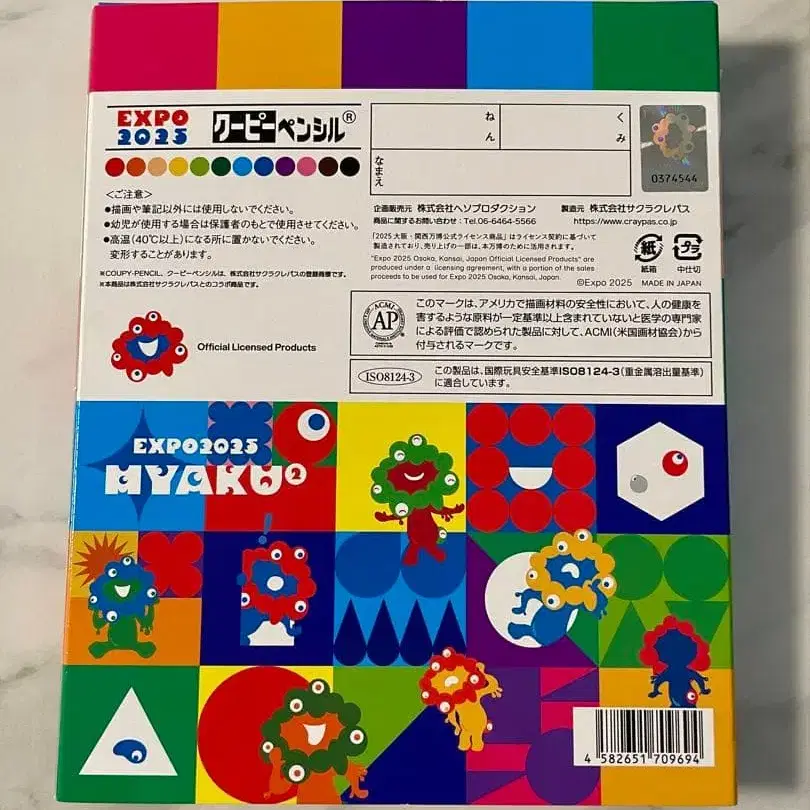 EXPO
2025
クーピーペンシル®
ねん
くみ
なまえ
0374544
<ご注意>
●描画や筆記以外には使用しないでください。
●幼児が使用する場合は保護者のもとで使用させてください。
●高温（40℃以上）になる所に置かないでください。
変形することがあります。
※COUPY-PENCIL、クーピーペンシルは、株式会社サクラクレパスの登録商標です。
※本商品は株式会社サクラクレパスとのコラボ商品です。
企画販売元 株式会社ヘソプロダクション
商品に関するお問い合わせ：Tel.06-6464-5566
製造元 株式会社サクラクレパス
https://www.craypas.co.jp
「2025 大阪・関西万博公式ライセンス商品」はライセンス契約に基づいて
製造されており、売り上げの一部は、本万博のために活用されます。
"Expo 2025 Osaka, Kansai, Japan Official Licensed Products" are
produced under a licensing agreement, with a portion of the sales
proceeds to be used for Expo 2025 Osaka, Kansai, Japan.
紙
紙箱
プラ
中仕切
©Expo 2025 MADE IN JAPAN
Official Licensed Products
ACMI
AP
このマークは、アメリカで描画材料の安全性において、人の健康を
害するような原料が一定基準以上含まれていないと医学の専門家
による評価で認められた製品に対して、ACMI（米国画材協会）から
付与されるマークです。
ISO8124-3
この製品は、国際玩具安全基準ISO8124-3（重金属溶出量基準）
に適合しています。
EXPO2025
MYAKU2
4 582651 709694